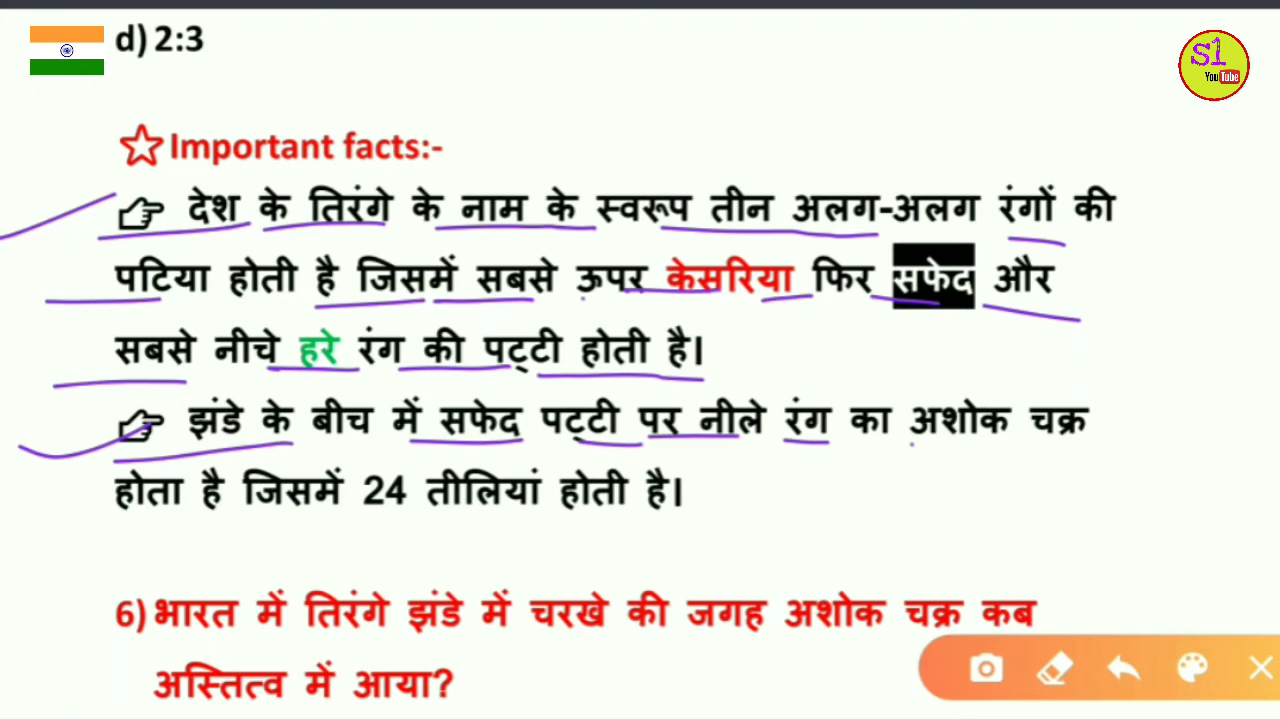 d) 2:3
S1
YouTube
Important facts:-
देश के तिरंगे के नाम के स्वरूप तीन अलग-अलग रंगों की
पटिया होती है जिसमें सबसे ऊपर केसरिया फिर सफेद और
सबसे नीचे हरे रंग की पट्टी होती है।
झंडे के बीच में सफेद पट्टी पर नीले रंग का अशोक चक्र
होता है जिसमें 24 तीलियां होती है।
6) भारत में तिरंगे झंडे में चरखे की जगह अशोक चक्र कब
अस्तित्व में आया?